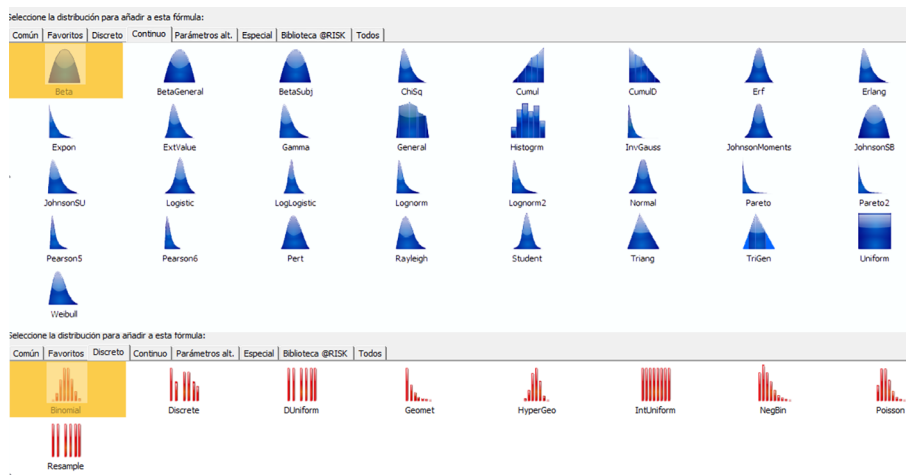 Seleccione la distribución para añadir a esta fórmula:
Común Favoritos Discreto Continuo Parámetros alt. Especial Biblioteca @RISK Todos
Beta BetaGeneral BetaSubj ChiSq Cumul CumulD Erf Erlang
Expon ExtValue Gamma General Histogrm InvGauss JohnsonMoments JohnsonSB
JohnsonSU Logistic LogLogistic Lognorm Lognorm2 Normal Pareto Pareto2
Pearson5 Pearson6 Pert Rayleigh Student Triang TriGen Uniform
Weibull
Seleccione la distribución para añadir a esta fórmula:
Común Favoritos Discreto Continuo Parámetros alt. Especial Biblioteca @RISK Todos
Binomial Discrete DUniform Geomet HyperGeo IntUniform NegBin Poisson
Resample